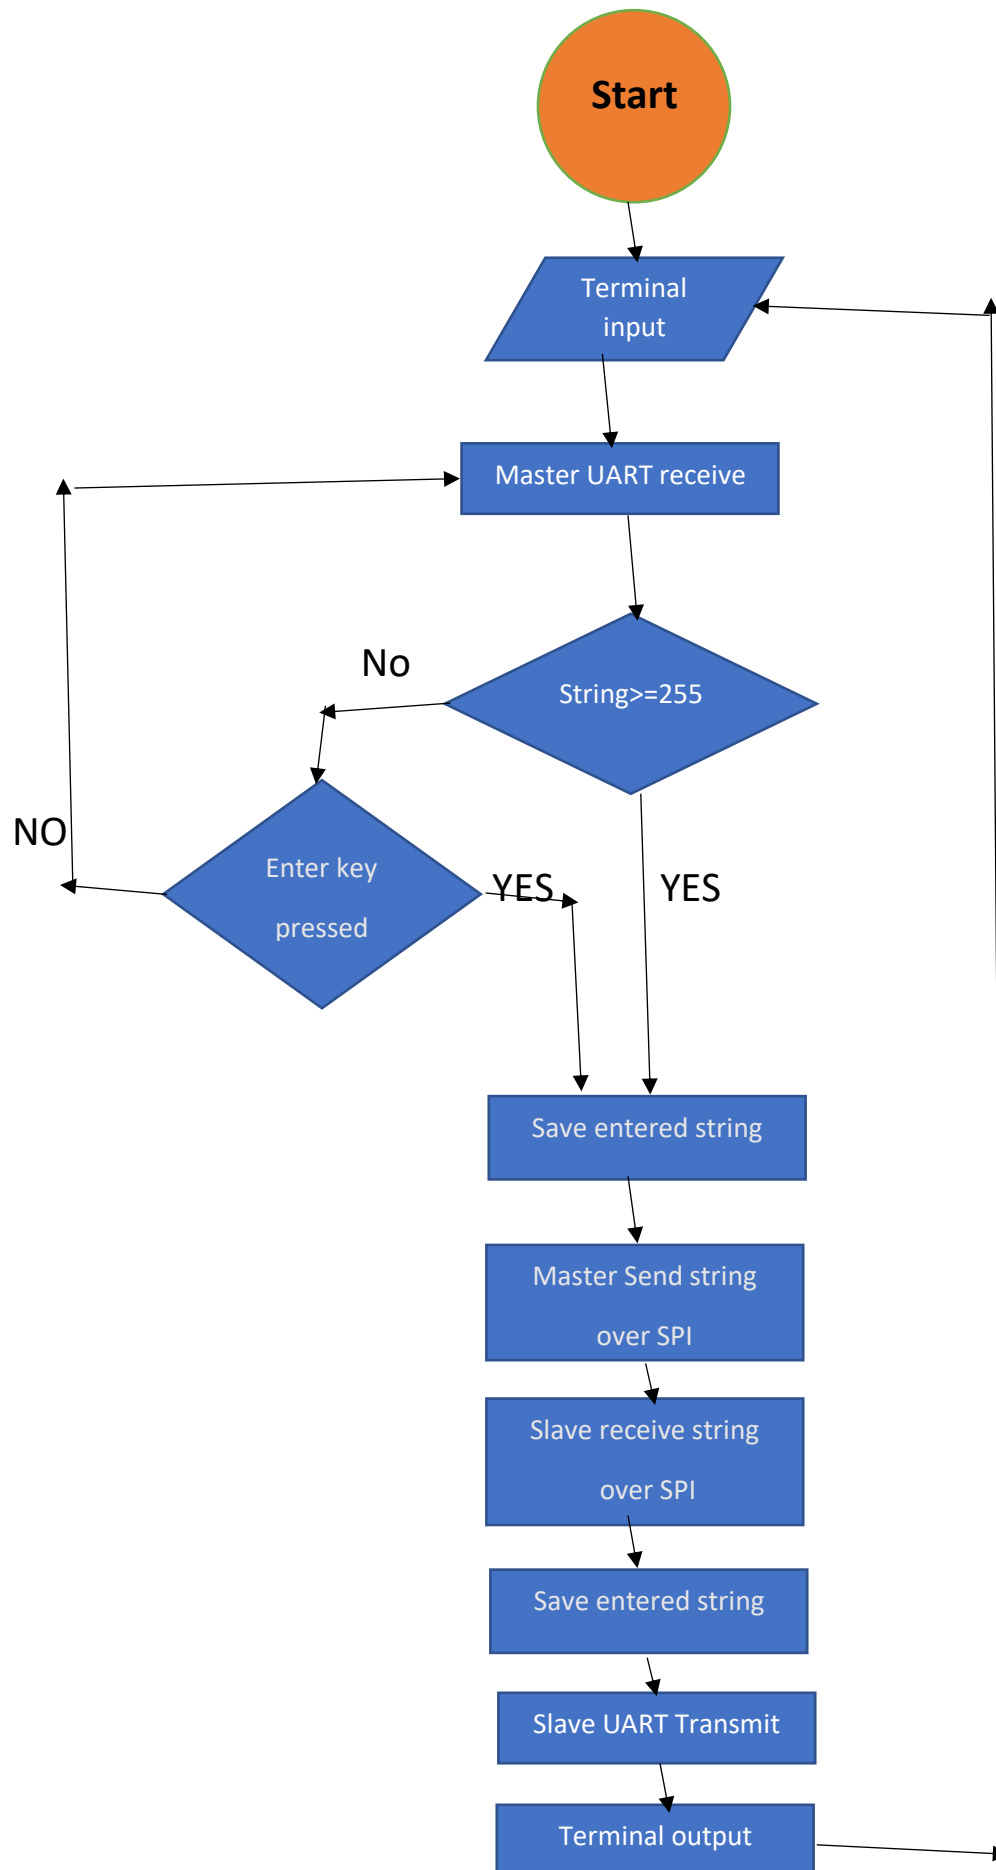 Start
Terminal
input
Master UART receive
No
String>=255
NO
Enter key
pressed
YES
YES
Save entered string
Master Send string
over SPI
Slave receive string
over SPI
Save entered string
Slave UART Transmit
Terminal output